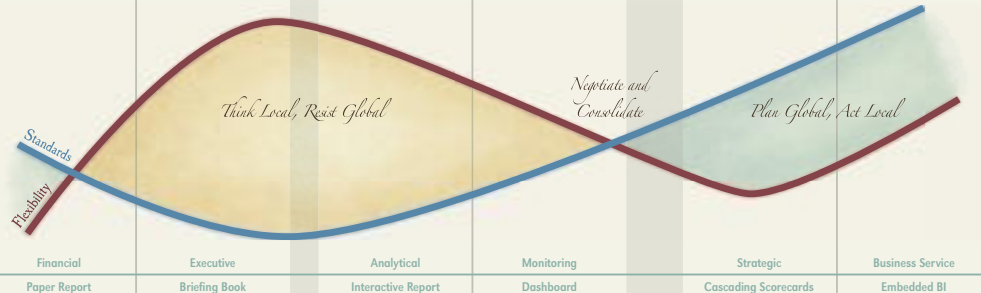 Negotiate and
Think Local, Resist Global
Consolidate
Plan Global, Act Local
Standards
Flexibility
Financial
Executive
Analytical
Monitoring
Strategic
Business Service
Paper Report
Briefing Book
Interactive Report
Dashboard
Cascading Scorecards
Embedded BI